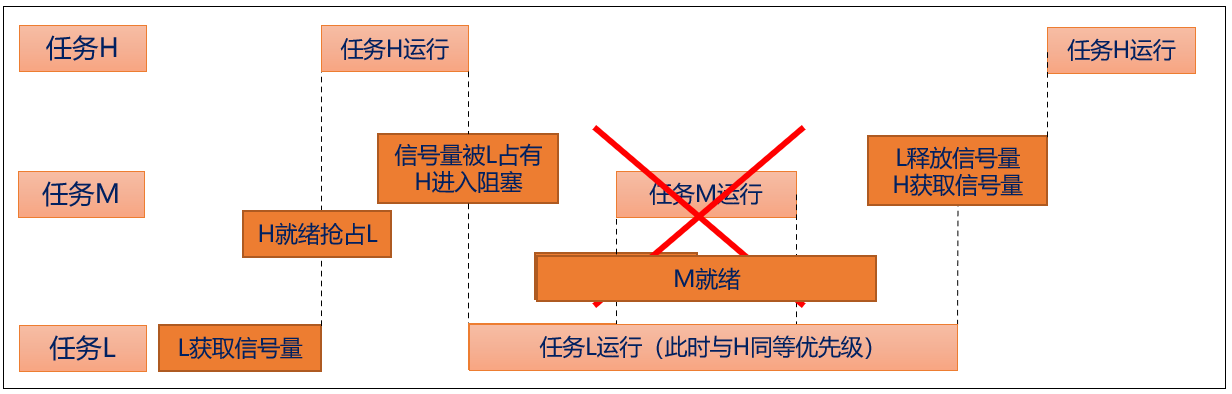 任务H
任务H运行
任务H运行
信号量被L占有
H进入阻塞
L释放信号量
H获取信号量
任务M
任务M运行
H就绪抢占L
M就绪
任务L
L获取信号量
任务L运行（此时与H同等优先级）